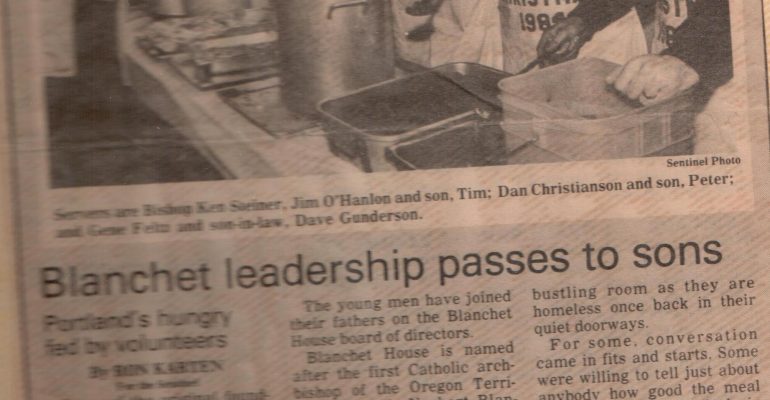 1984
Sentinel Photo
Servers are Bishop Ken Steiner, Jim O'Hanlon and son, Tim; Dan Christianson and son, Peter;
and Gene Feltz and son-in-law, Dave Gunderson.
Blanchet leadership passes to sons
Portland's hungry
fed by volunteers
By RON KARTEN
The young men have joined
their fathers on the Blanchet
House board of directors.
Blanchet House is named
after the first Catholic arch-
bishop of the Oregon Terri-
bustling room as they are
homeless once back in their
quiet doorways.
For some, conversation
came in fits and starts. Some
were willing to tell just about
anybody how good the meal